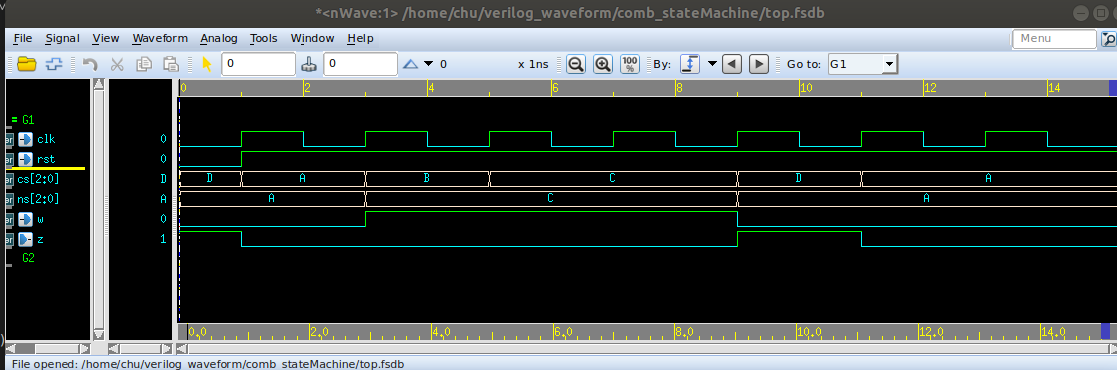 *<nWave:1> /home/chu/verilog_waveform/comb_stateMachine/top.fsdb
File Signal View Waveform Analog Tools Window Help Menu
0 0 0 x 1ns 100% By: Go to: G1
0 2 4 6 8 10 12 14
= G1
clk 0
rst 0
cs[2:0] D D A B C D A
ns[2:0] A A C A
w 0
z 1
G2
0.0 2.0 4.0 6.0 8.0 10.0 12.0 14.0
File opened: /home/chu/verilog_waveform/comb_stateMachine/top.fsdb